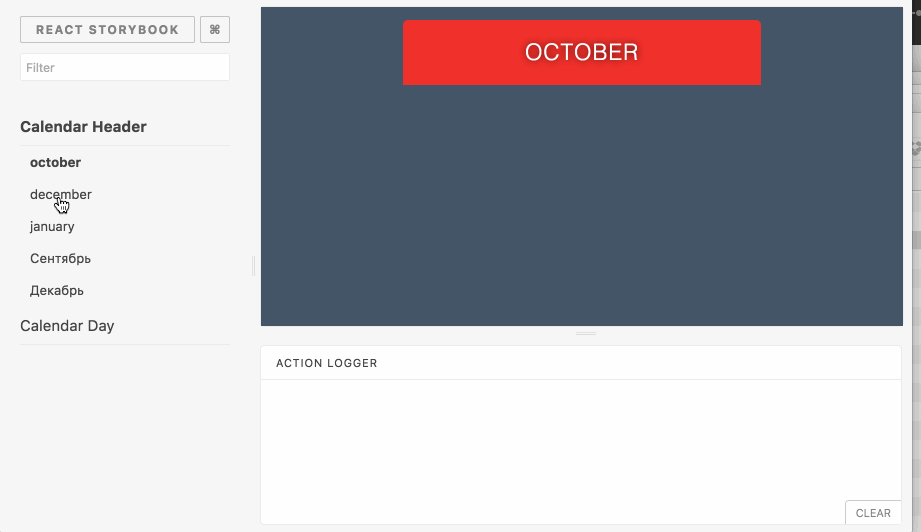 REACT STORYBOOK ⌘
Filter
Calendar Header
october
december
january
Сентябрь
Декабрь
Calendar Day
OCTOBER
ACTION LOGGER
CLEAR